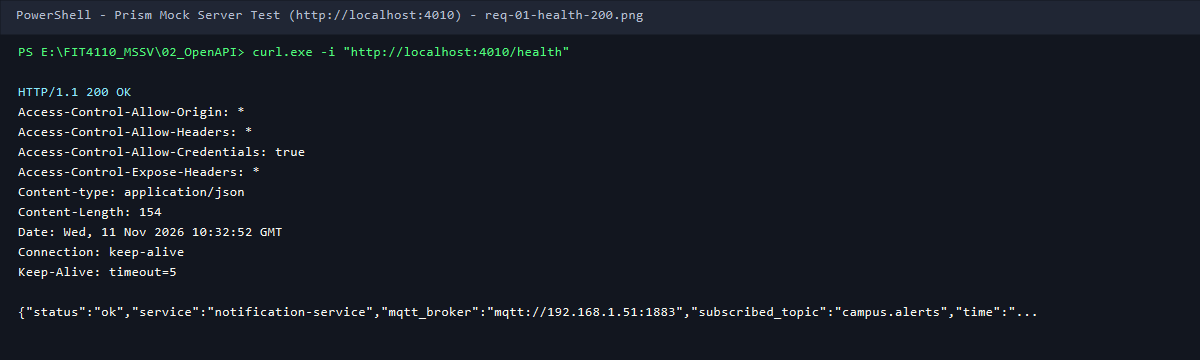 PowerShell - Prism Mock Server Test (http://localhost:4010) - req-01-health-200.png
PS E:\FIT4110_MSSV\02_OpenAPI> curl.exe -i "http://localhost:4010/health"
HTTP/1.1 200 OK
Access-Control-Allow-Origin: *
Access-Control-Allow-Headers: *
Access-Control-Allow-Credentials: true
Access-Control-Expose-Headers: *
Content-type: application/json
Content-Length: 154
Date: Wed, 11 Nov 2026 10:32:52 GMT
Connection: keep-alive
Keep-Alive: timeout=5
{"status":"ok","service":"notification-service","mqtt_broker":"mqtt://192.168.1.51:1883","subscribed_topic":"campus.alerts","time":"...